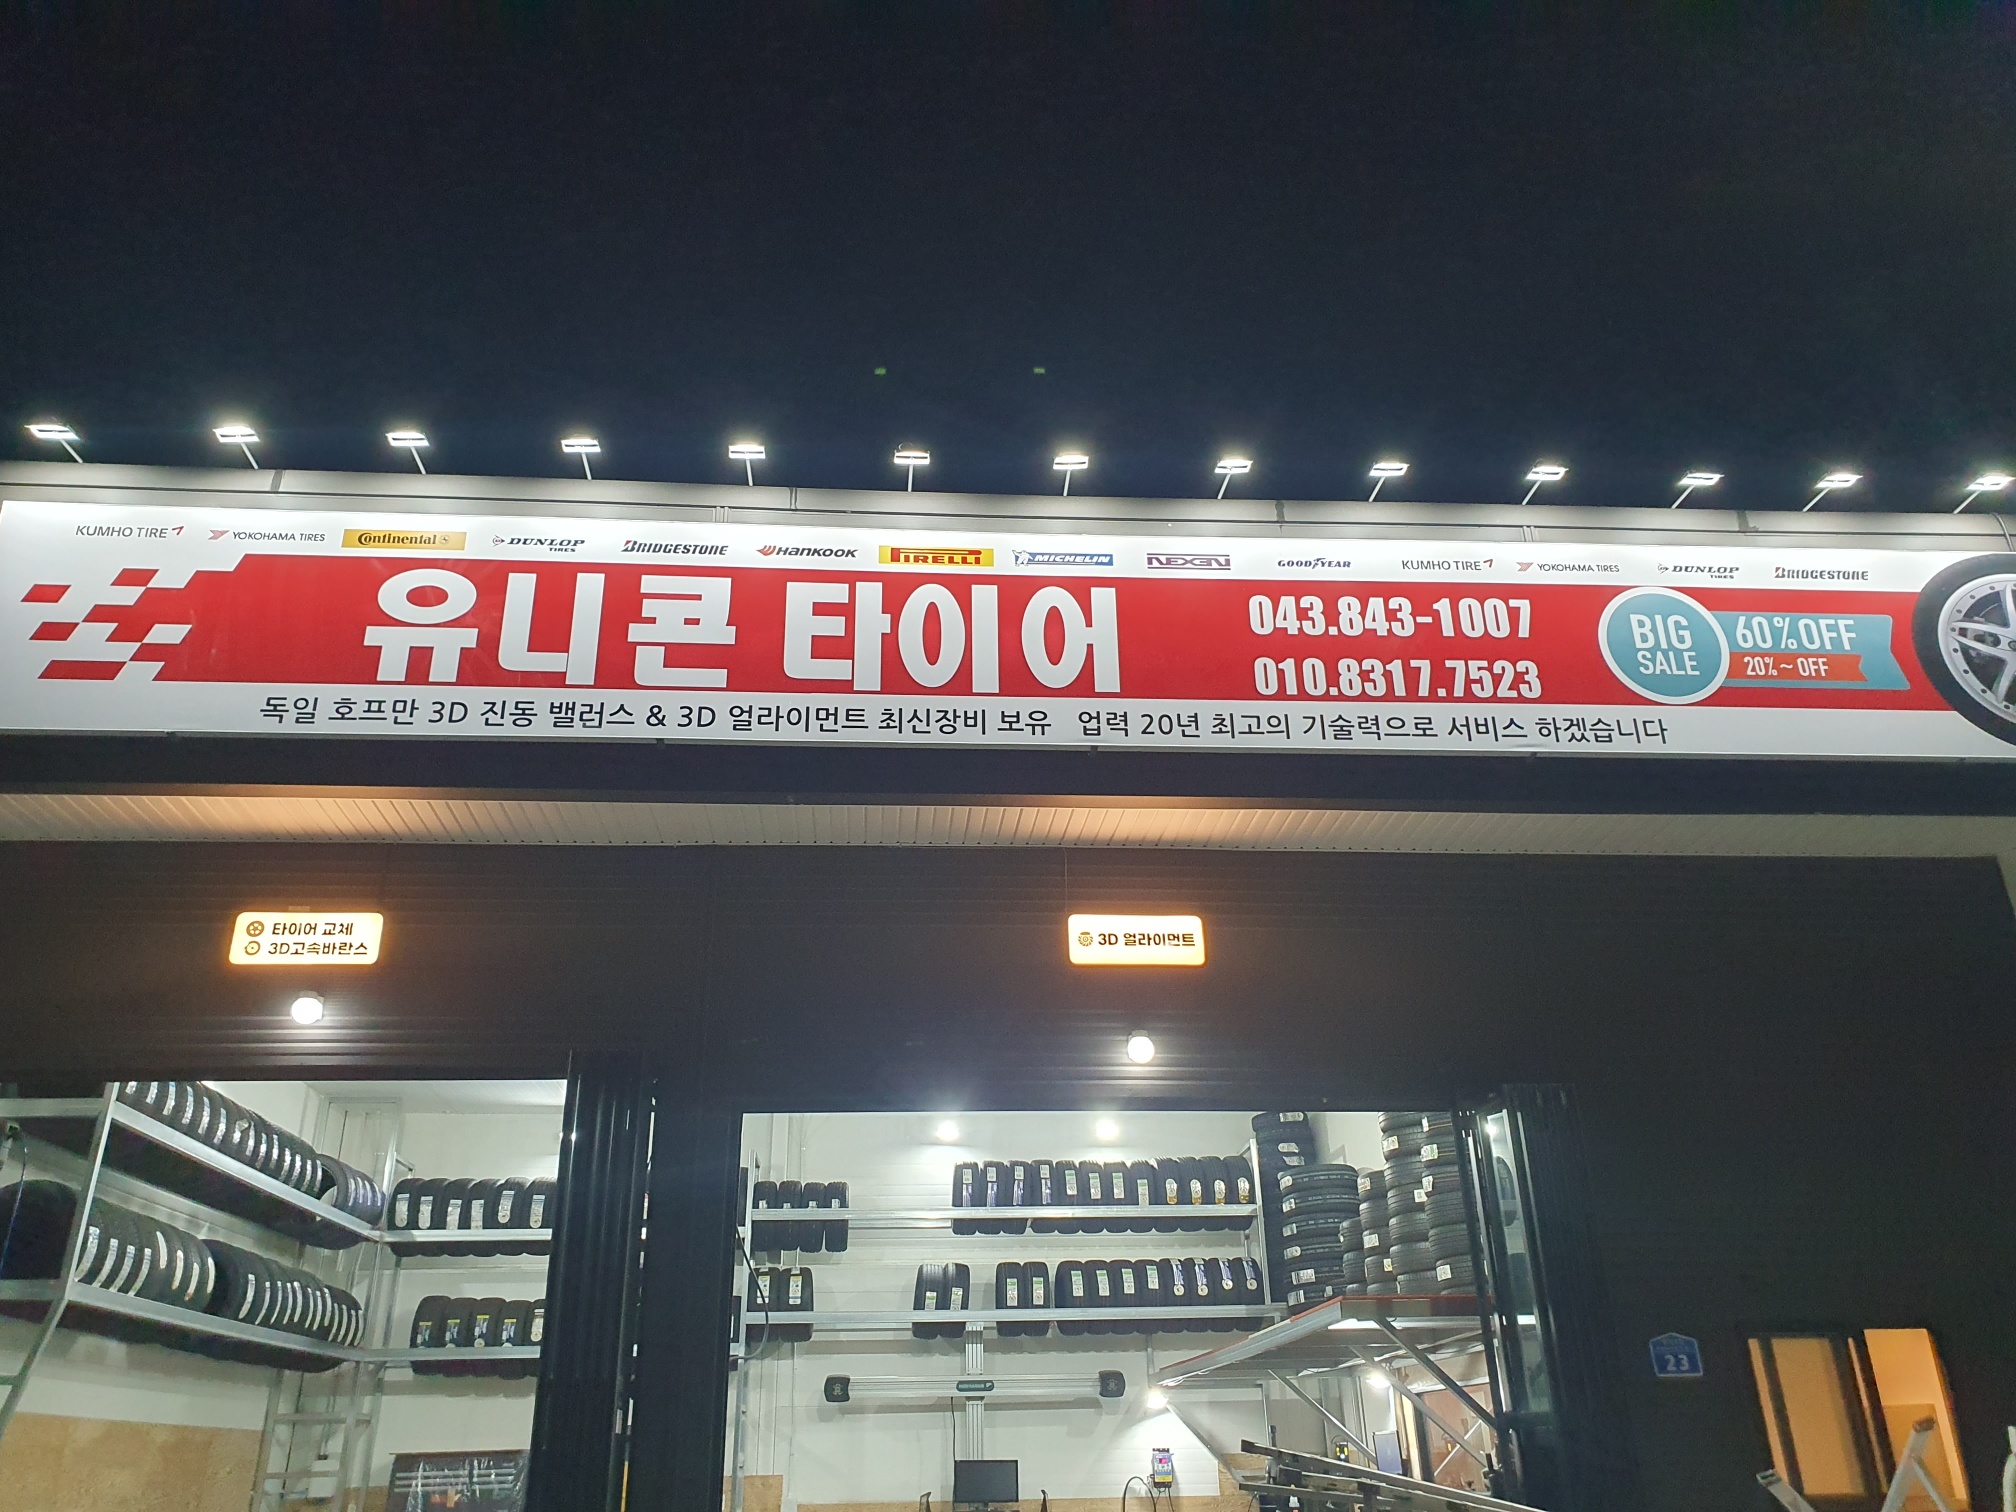 KUMHO TIRE YOKOHAMA TIRES Continental DUNLOP TIRES BRIDGESTONE HANKOOK PIRELLI MICHELIN NEXEN GOODYEAR KUMHO TIRE YOKOHAMA TIRES DUNLOP TIRES BRIDGESTONE
유니콘 타이어
043.843-1007
010.8317.7523
BIG
SALE
60%OFF
20%~OFF
독일 호프만 3D 진동 밸런스 & 3D 얼라이먼트 최신장비 보유 업력 20년 최고의 기술력으로 서비스 하겠습니다
타이어 교체
3D고속바란스
3D 얼라이먼트
23